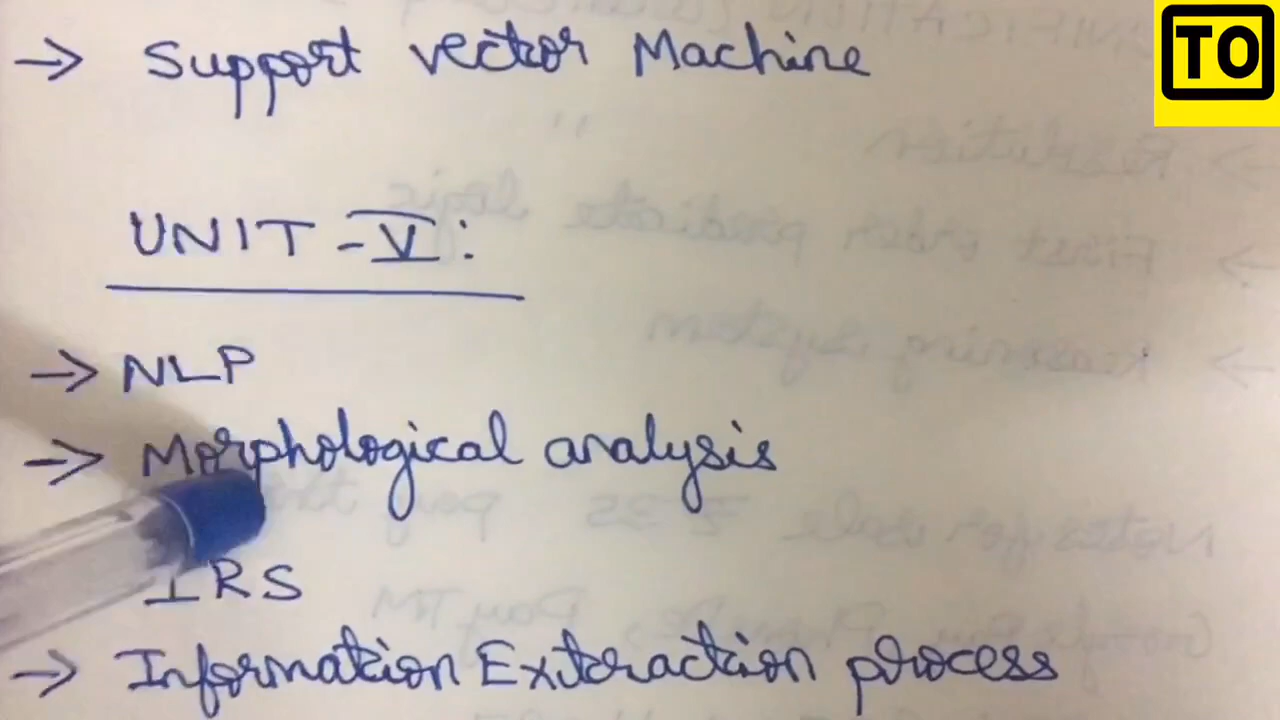 TO
→ Support vector Machine
UNIT - V:
→ NLP
→ Morphological analysis
IRS
→ Information Extraction process